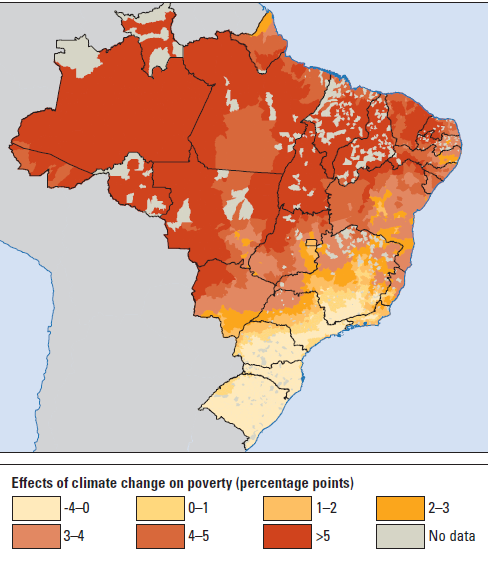 Effects of climate change on poverty (percentage points)
-4–0 0–1 1–2 2–3
3–4 4–5 >5 No data